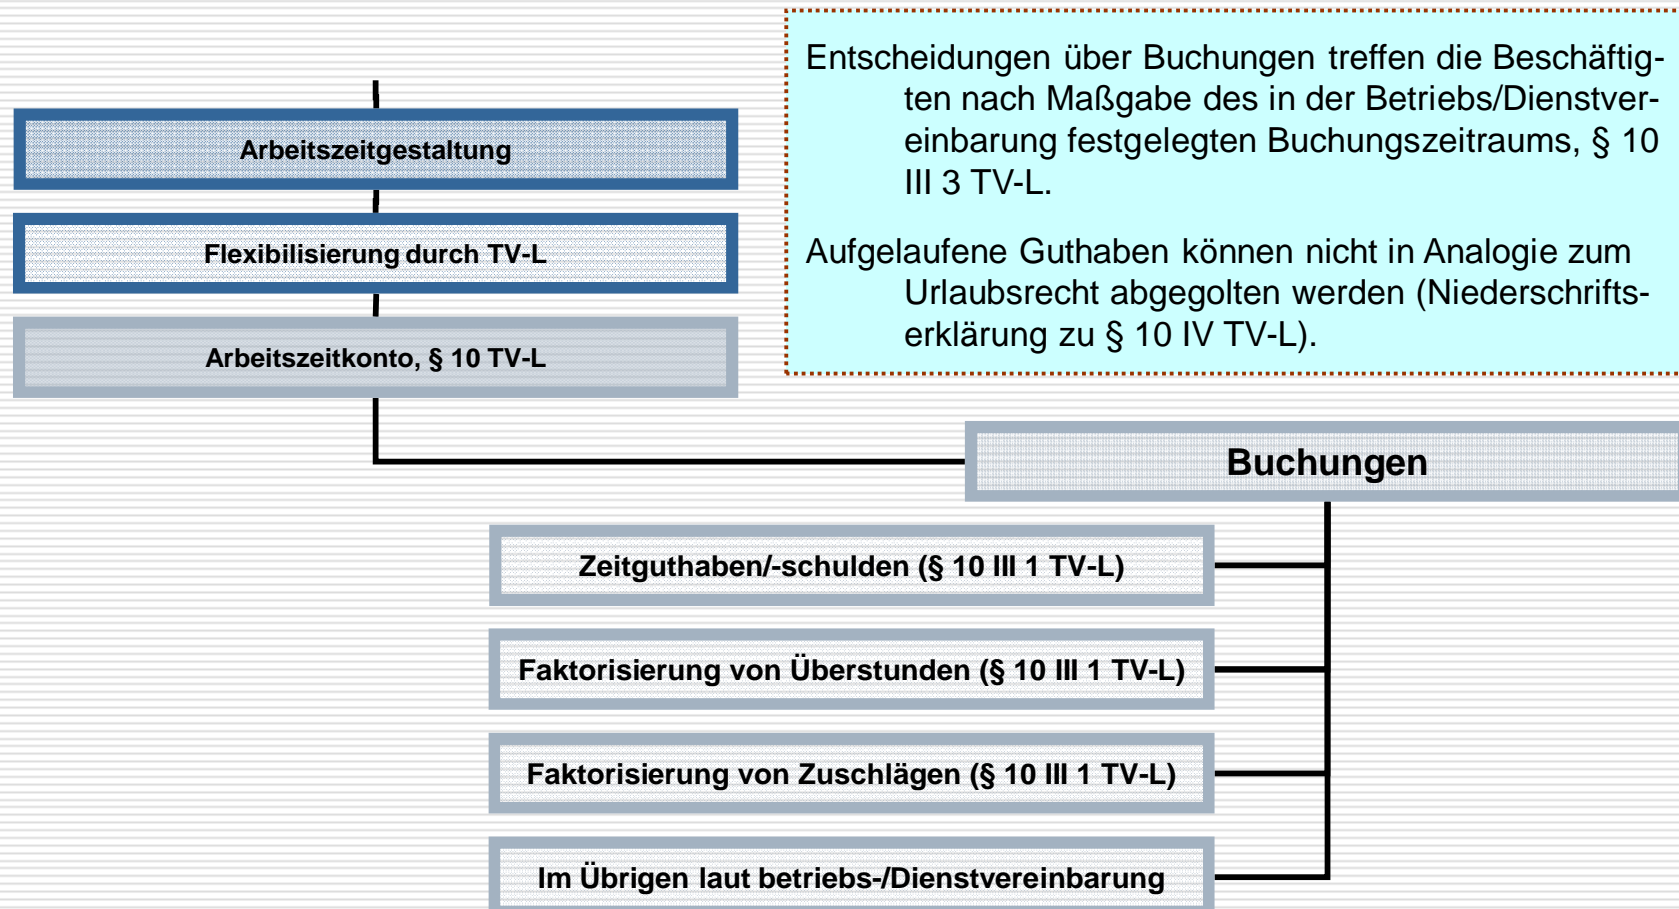 Entscheidungen über Buchungen treffen die Beschäftig-
ten nach Maßgabe des in der Betriebs/Dienstver-
einbarung festgelegten Buchungszeitraums, § 10
III 3 TV-L.
Aufgelaufene Guthaben können nicht in Analogie zum
Urlaubsrecht abgegolten werden (Niederschrifts-
erklärung zu § 10 IV TV-L).
Arbeitszeitgestaltung
Flexibilisierung durch TV-L
Arbeitszeitkonto, § 10 TV-L
Buchungen
Zeitguthaben/-schulden (§ 10 III 1 TV-L)
Faktorisierung von Überstunden (§ 10 III 1 TV-L)
Faktorisierung von Zuschlägen (§ 10 III 1 TV-L)
Im Übrigen laut betriebs-/Dienstvereinbarung